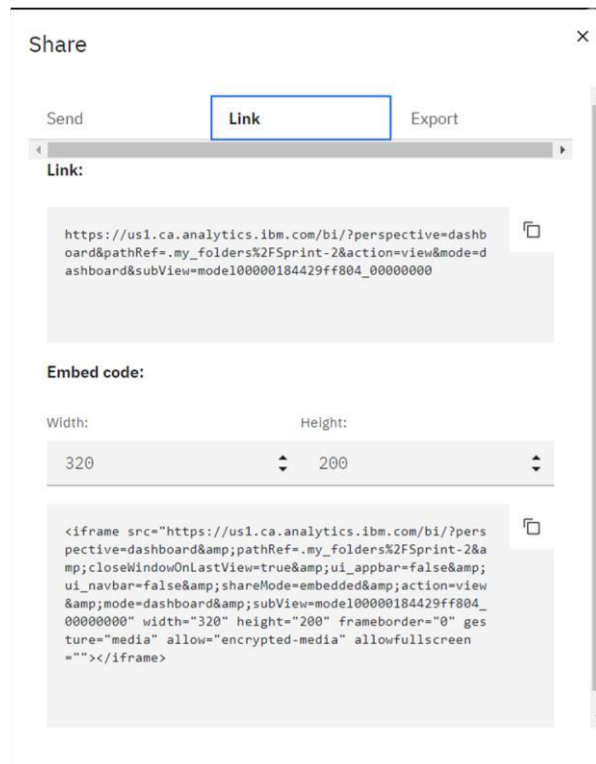 Share
Send Link Export
Link:
https://us1.ca.analytics.ibm.com/bi/?perspective=dashb
oard&pathRef=.my_folders%2FSprint-2&action=view&mode=d
ashboard&subView=model00000184429ff804_00000000
Embed code:
Width: Height:
320 200
<iframe src="https://us1.ca.analytics.ibm.com/bi/?pers
pective=dashboard&amp;pathRef=.my_folders%2FSprint-2&a
mp;closeWindowOnLastView=true&amp;ui_appbar=false&amp;
ui_navbar=false&amp;shareMode=embedded&amp;action=view
&amp;mode=dashboard&amp;subView=model00000184429ff804_
00000000" width="320" height="200" frameborder="0" ges
ture="media" allow="encrypted-media" allowfullscreen
=""></iframe>